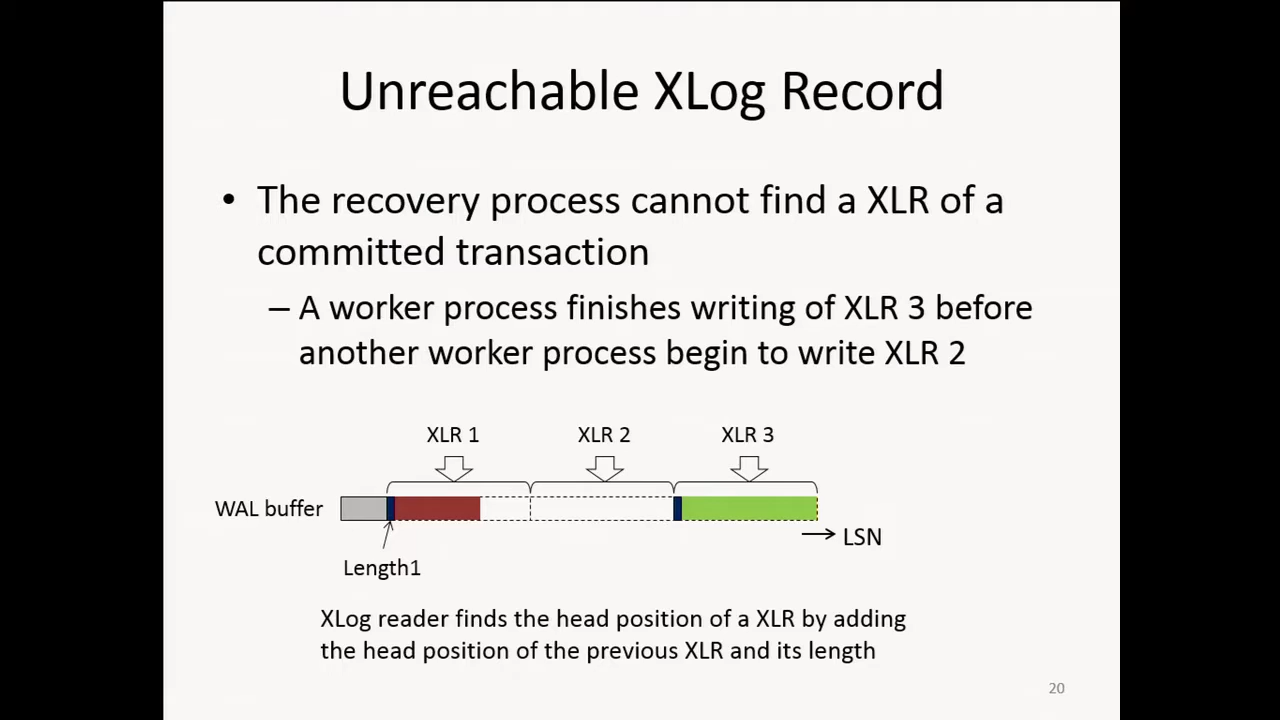 Unreachable XLog Record
• The recovery process cannot find a XLR of a
committed transaction
– A worker process finishes writing of XLR 3 before
another worker process begin to write XLR 2
XLR 1 XLR 2 XLR 3
WAL buffer
LSN
Length1
XLog reader finds the head position of a XLR by adding
the head position of the previous XLR and its length
20